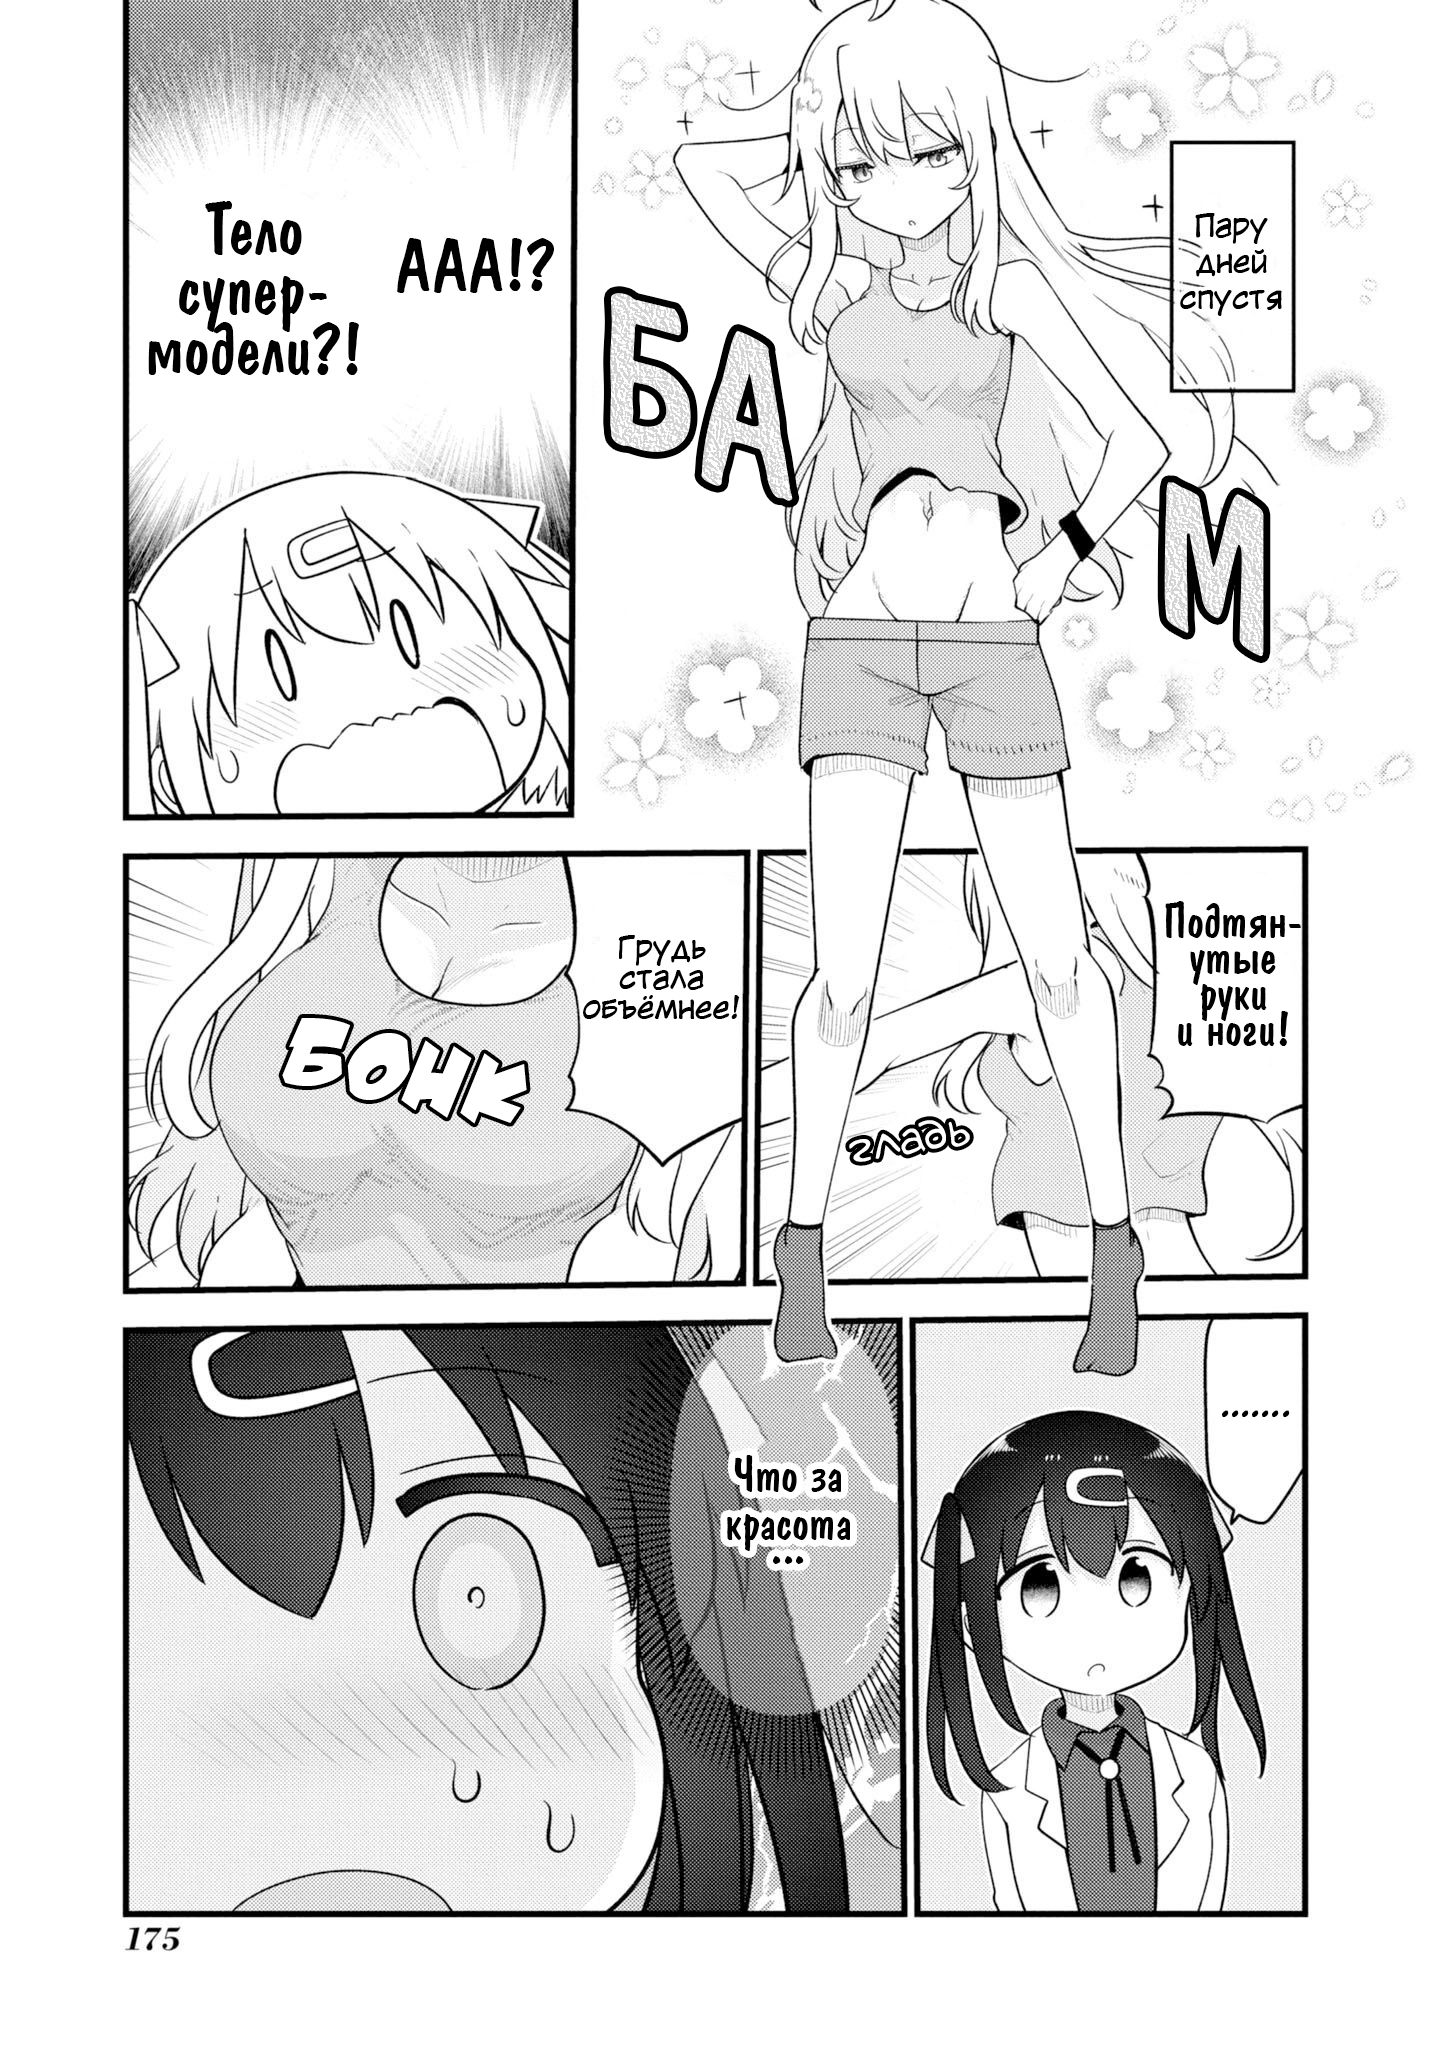 Пару
дней
спустя
БАМ
ААА!?
Тело
супер-
модели?!
Подтян-
утые
руки
и ноги!
гладь
Грудь
стала
объёмнее!
БОНК
.......
Что за
красота
...
175